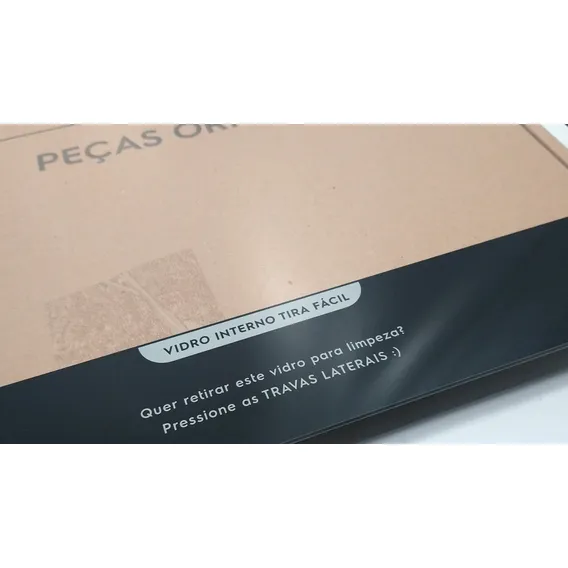 PEÇAS
VIDRO INTERNO TIRA FÁCIL
Quer retirar este vidro para limpeza?
Pressione as TRAVAS LATERAIS :)